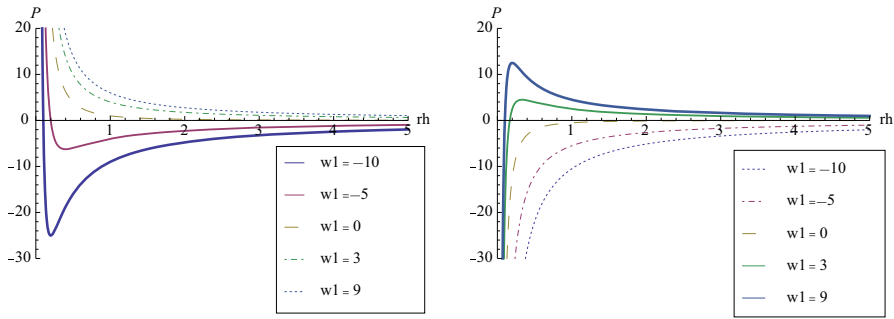 P
20
10
0
-10
-20
-30
1
2
3
4
5
rh
w1 = -10
w1 = -5
w1 = 0
w1 = 3
w1 = 9
P
20
10
0
-10
-20
-30
1
2
3
4
5
rh
w1 = -10
w1 = -5
w1 = 0
w1 = 3
w1 = 9